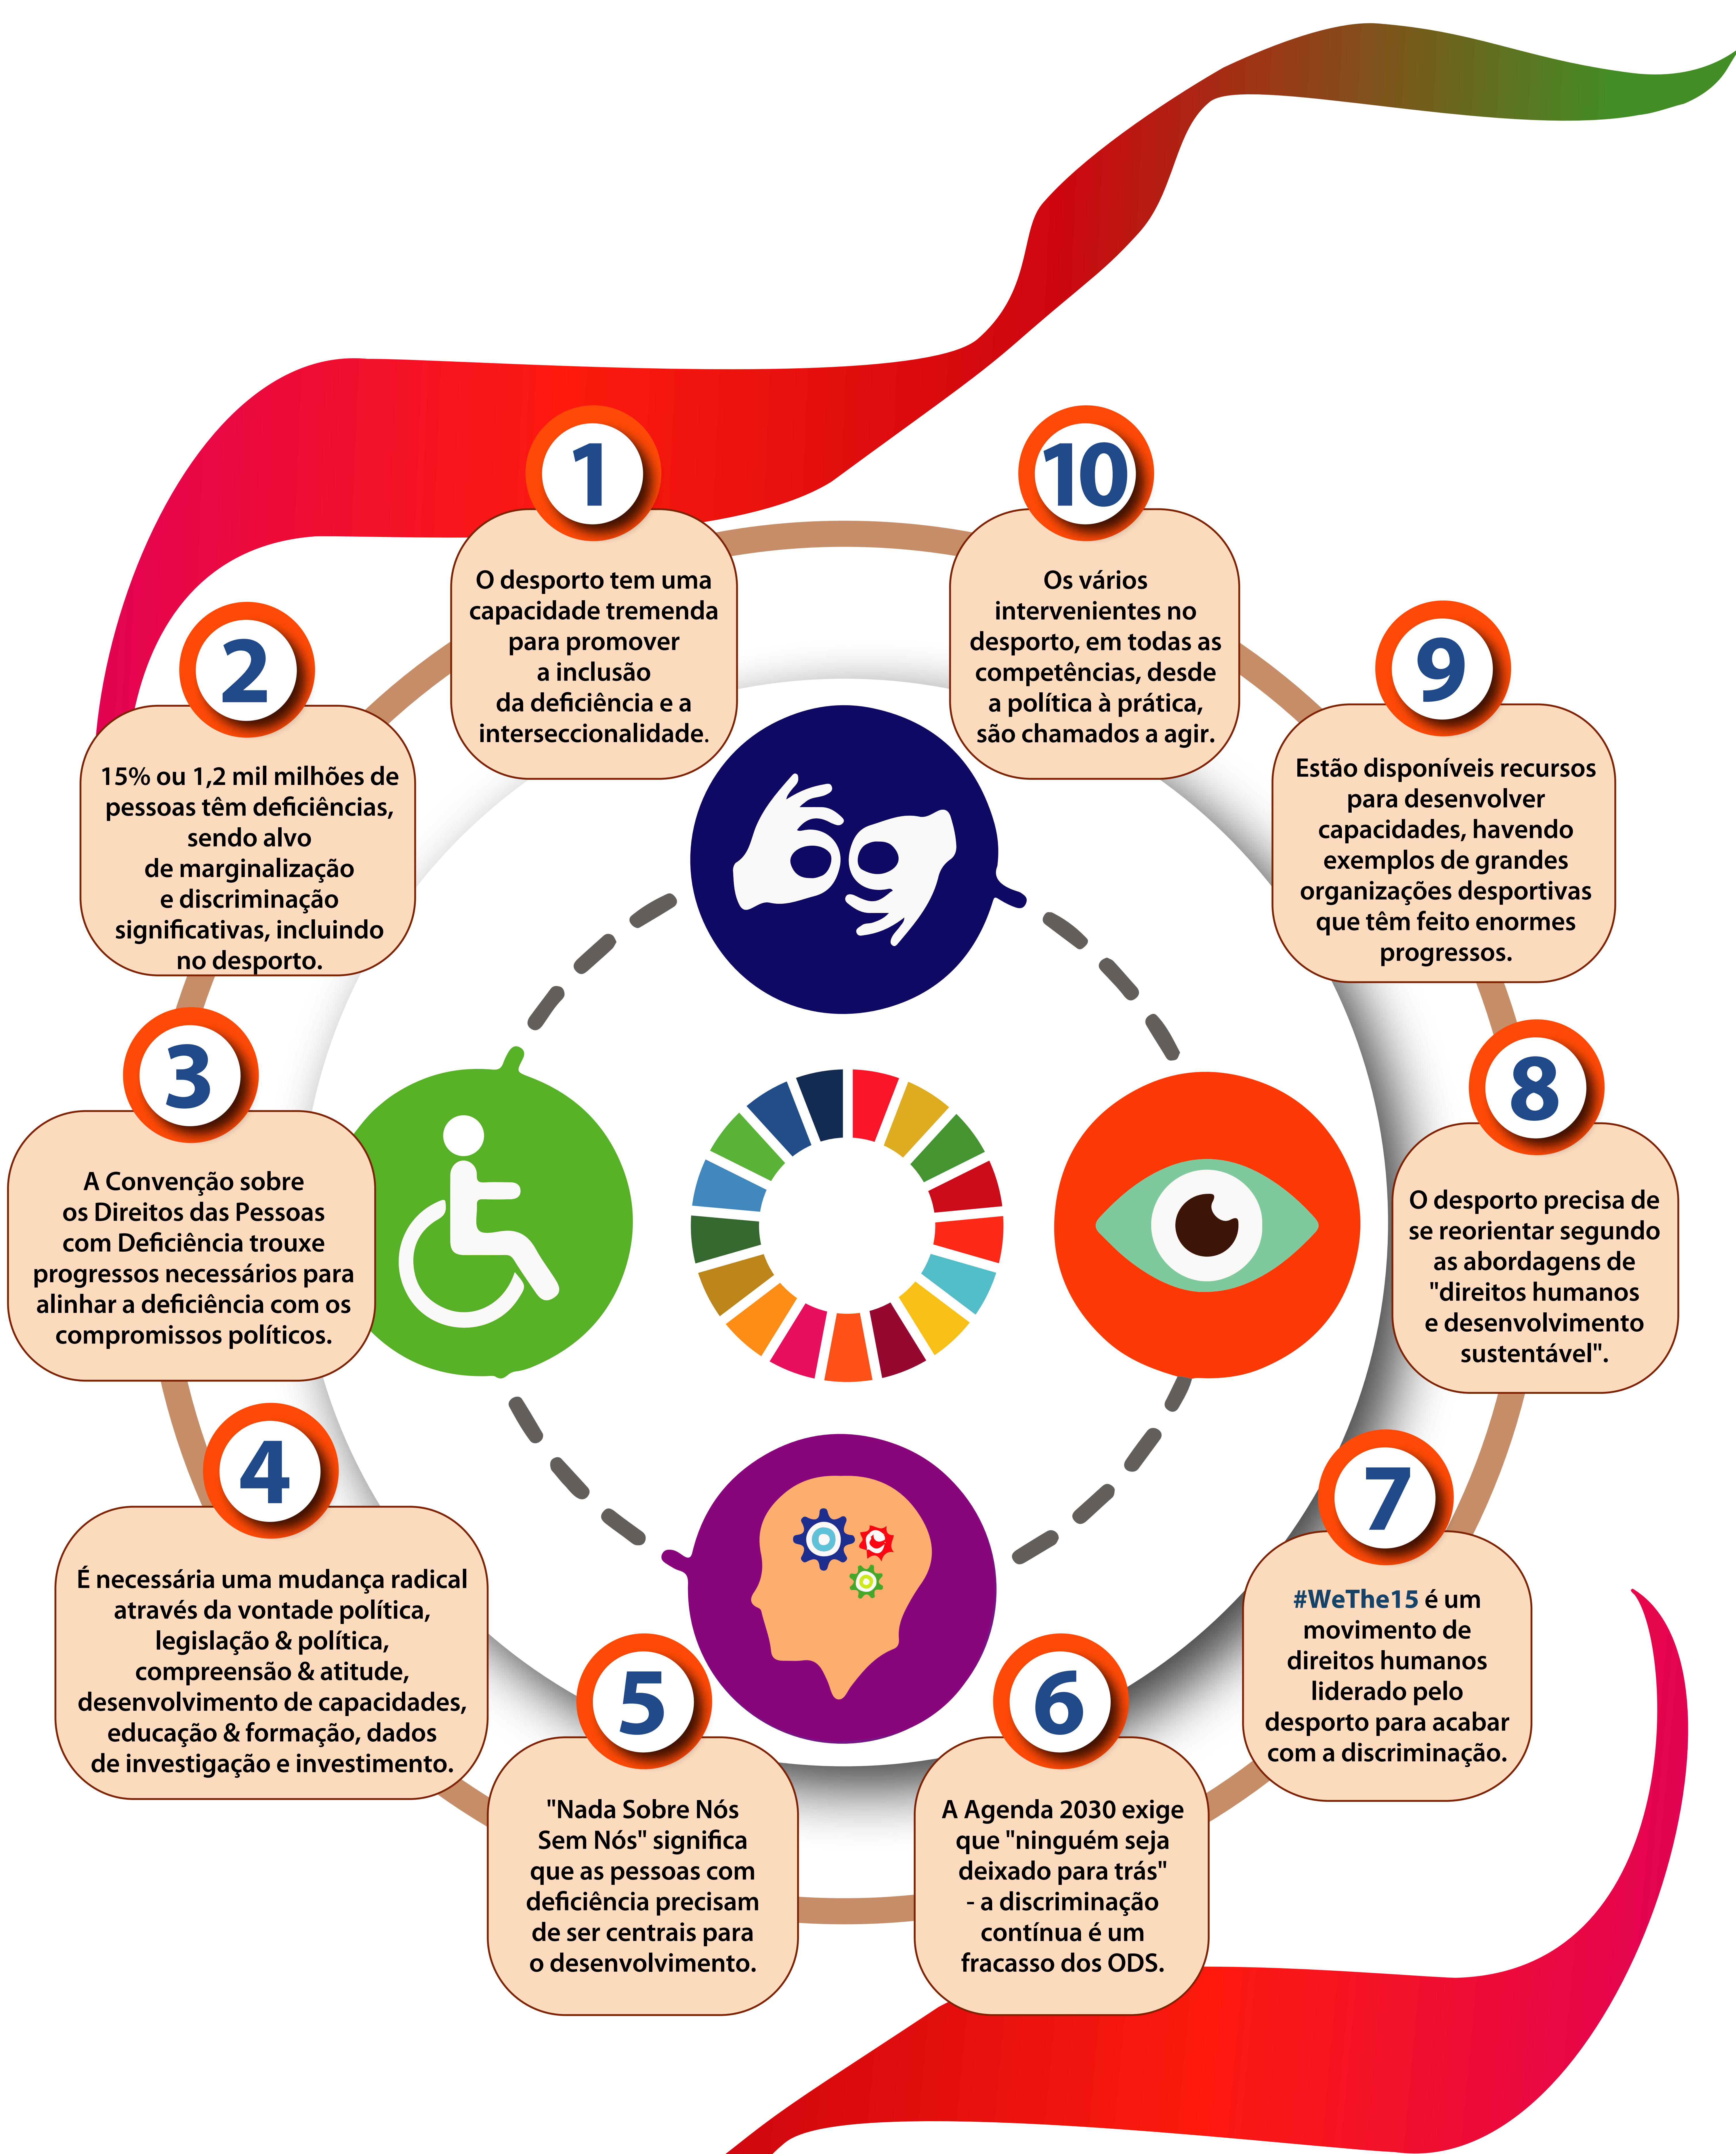 1
O desporto tem uma
capacidade tremenda
para promover
a inclusão
da deficiência e a
interseccionalidade.
2
15% ou 1,2 mil milhões de
pessoas têm deficiências,
sendo alvo
de marginalização
e discriminação
significativas, incluindo
no desporto.
3
A Convenção sobre
os Direitos das Pessoas
com Deficiência trouxe
progressos necessários para
alinhar a deficiência com os
compromissos políticos.
4
É necessária uma mudança radical
através da vontade política,
legislação & política,
compreensão & atitude,
desenvolvimento de capacidades,
educação & formação, dados
de investigação e investimento.
5
"Nada Sobre Nós
Sem Nós" significa
que as pessoas com
deficiência precisam
de ser centrais para
o desenvolvimento.
6
A Agenda 2030 exige
que "ninguém seja
deixado para trás"
- a discriminação
contínua é um
fracasso dos ODS.
7
#WeThe15 é um
movimento de
direitos humanos
liderado pelo
desporto para acabar
com a discriminação.
8
O desporto precisa de
se reorientar segundo
as abordagens de
"direitos humanos
e desenvolvimento
sustentável".
9
Estão disponíveis recursos
para desenvolver
capacidades, havendo
exemplos de grandes
organizações desportivas
que têm feito enormes
progressos.
10
Os vários
intervenientes no
desporto, em todas as
competências, desde
a política à prática,
são chamados a agir.